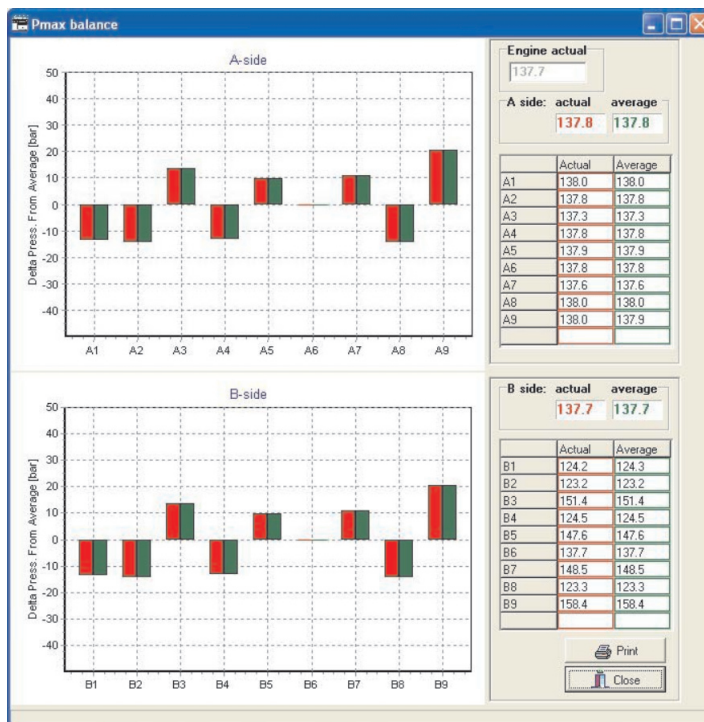 Pmax balance
A-side
Delta Press. From Average [bar]
50
40
30
20
10
0
-10
-20
-30
-40
A1 A2 A3 A4 A5 A6 A7 A8 A9
Engine actual
137.7
A side: actual average
137.8 137.8
Actual Average
A1 138.0 138.0
A2 137.8 137.8
A3 137.3 137.3
A4 137.8 137.8
A5 137.9 137.9
A6 137.8 137.8
A7 137.6 137.6
A8 138.0 138.0
A9 138.0 137.9
B-side
Delta Press. From Average [bar]
50
40
30
20
10
0
-10
-20
-30
-40
B1 B2 B3 B4 B5 B6 B7 B8 B9
B side: actual average
137.7 137.7
Actual Average
B1 124.2 124.3
B2 123.2 123.2
B3 151.4 151.4
B4 124.5 124.5
B5 147.6 147.6
B6 137.7 137.7
B7 148.5 148.5
B8 123.3 123.3
B9 158.4 158.4
Print
Close